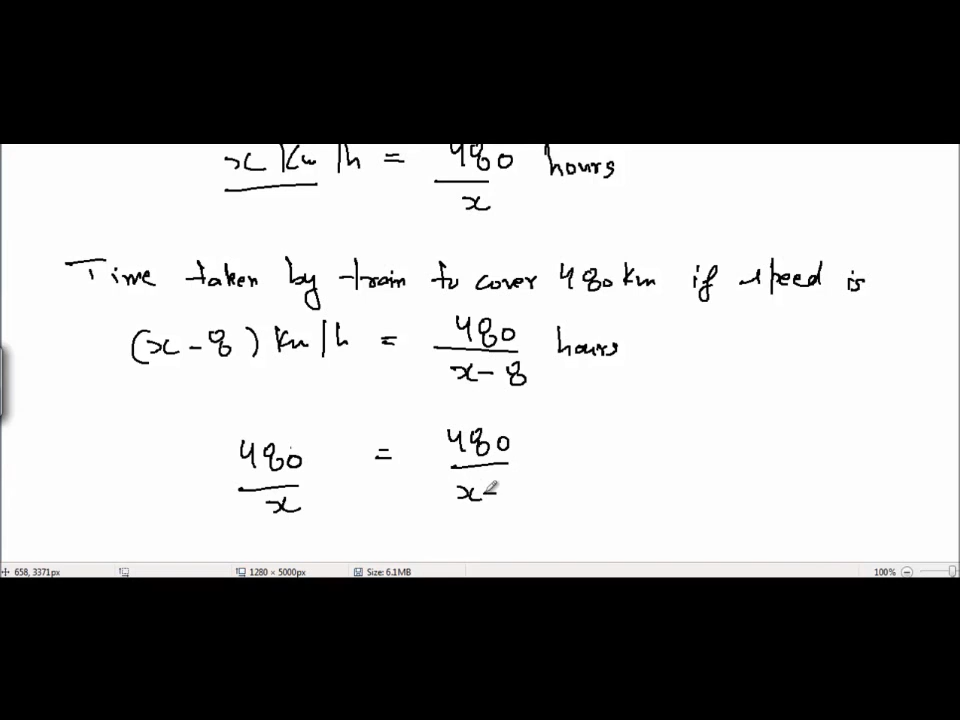 x km/h = 480/x hours
Time taken by train to cover 480 km if speed is
(x-8) km/h = 480/x-8 hours
480/x = 480/x-
658, 3371px 1280 × 5000px Size: 6.1MB 100%